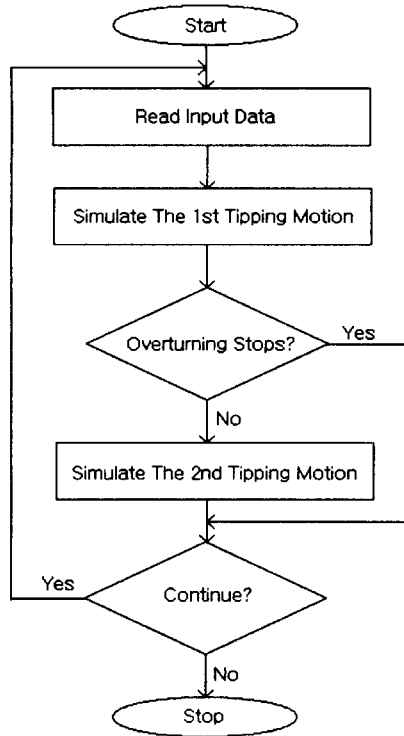 Start
Read Input Data
Simulate The 1st Tipping Motion
Overturning Stops?
Yes
No
Simulate The 2nd Tipping Motion
Yes
Continue?
No
Stop